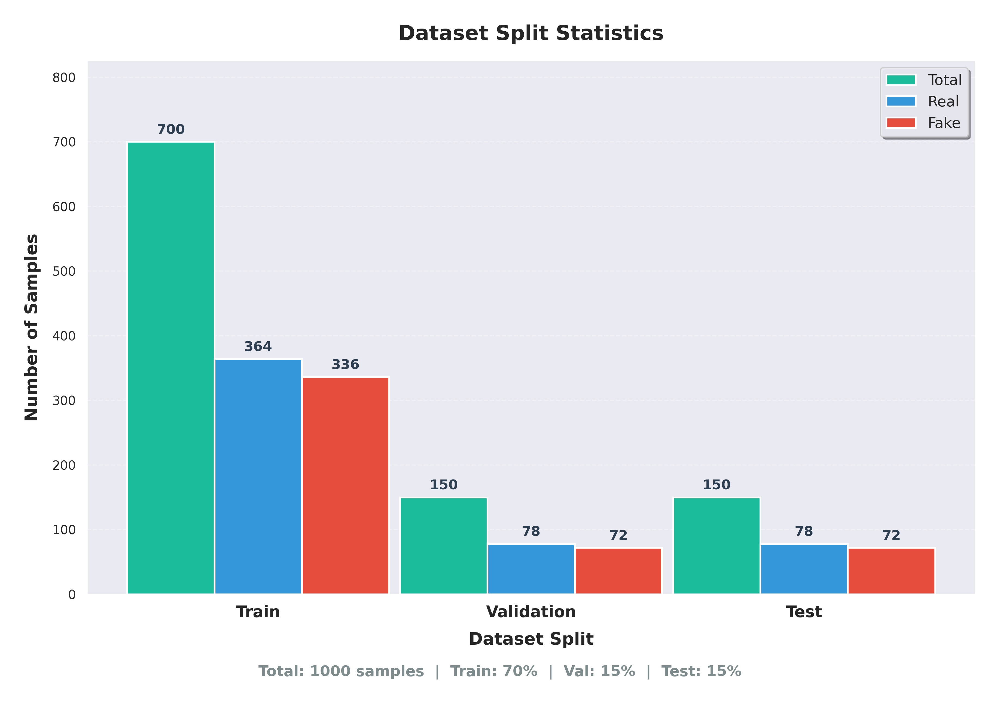 Dataset Split Statistics
Total
Real
Fake
Number of Samples
800
700
600
500
400
300
200
100
0
700
364
336
150
78
72
150
78
72
Train Validation Test
Dataset Split
Total: 1000 samples | Train: 70% | Val: 15% | Test: 15%